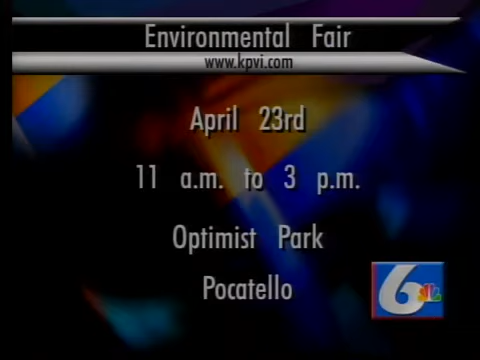 Environmental Fair
www.kpvi.com
April 23rd
11 a.m. to 3 p.m.
Optimist Park
Pocatello
6